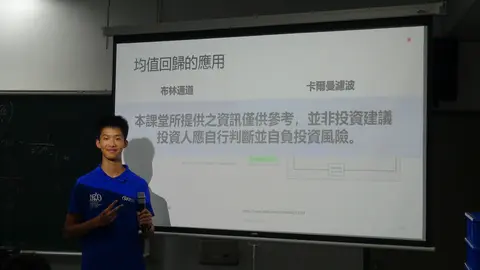 均值回歸的應用
布林通道
卡爾曼濾波
本課堂所提供之資訊僅供參考，並非投資建議
投資人應自行判斷並自負投資風險。